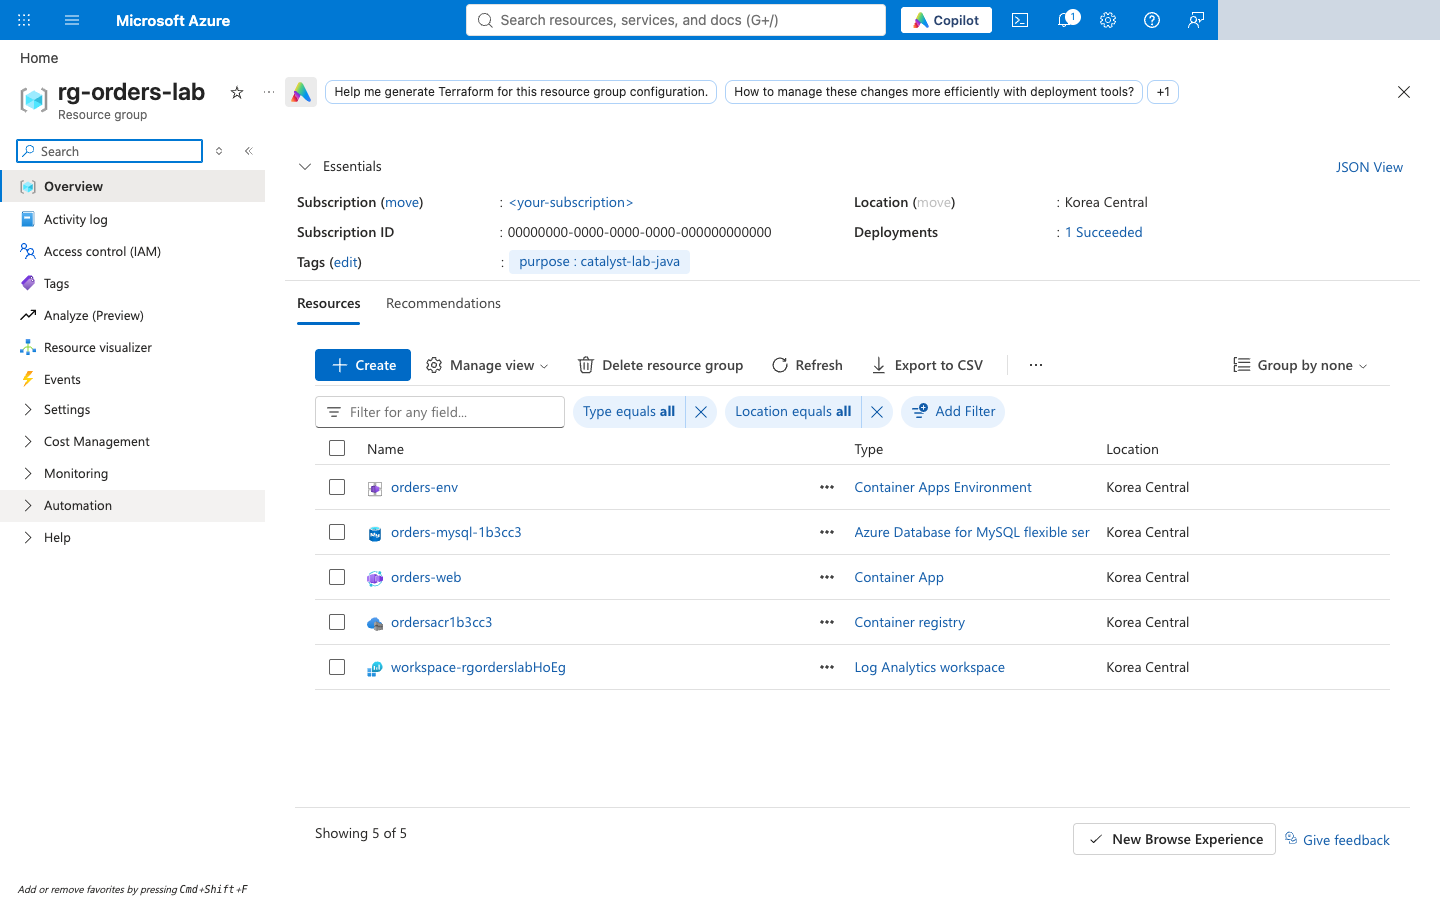 Microsoft Azure
Search resources, services, and docs (G+/)
Copilot
1
Home
rg-orders-lab
Resource group
Help me generate Terraform for this resource group configuration.
How to manage these changes more efficiently with deployment tools?
+1
Search
Overview
Activity log
Access control (IAM)
Tags
Analyze (Preview)
Resource visualizer
Events
Settings
Cost Management
Monitoring
Automation
Help
Essentials
JSON View
Subscription (move) : <your-subscription>
Location (move) : Korea Central
Subscription ID : 00000000-0000-0000-0000-000000000000
Deployments : 1 Succeeded
Tags (edit) : purpose : catalyst-lab-java
Resources Recommendations
Create Manage view Delete resource group Refresh Export to CSV Group by none
Filter for any field... Type equals all Location equals all Add Filter
Name Type Location
orders-env Container Apps Environment Korea Central
orders-mysql-1b3cc3 Azure Database for MySQL flexible ser Korea Central
orders-web Container App Korea Central
ordersacr1b3cc3 Container registry Korea Central
workspace-rgorderslabHoEg Log Analytics workspace Korea Central
Showing 5 of 5
New Browse Experience Give feedback
Add or remove favorites by pressing Cmd+Shift+F